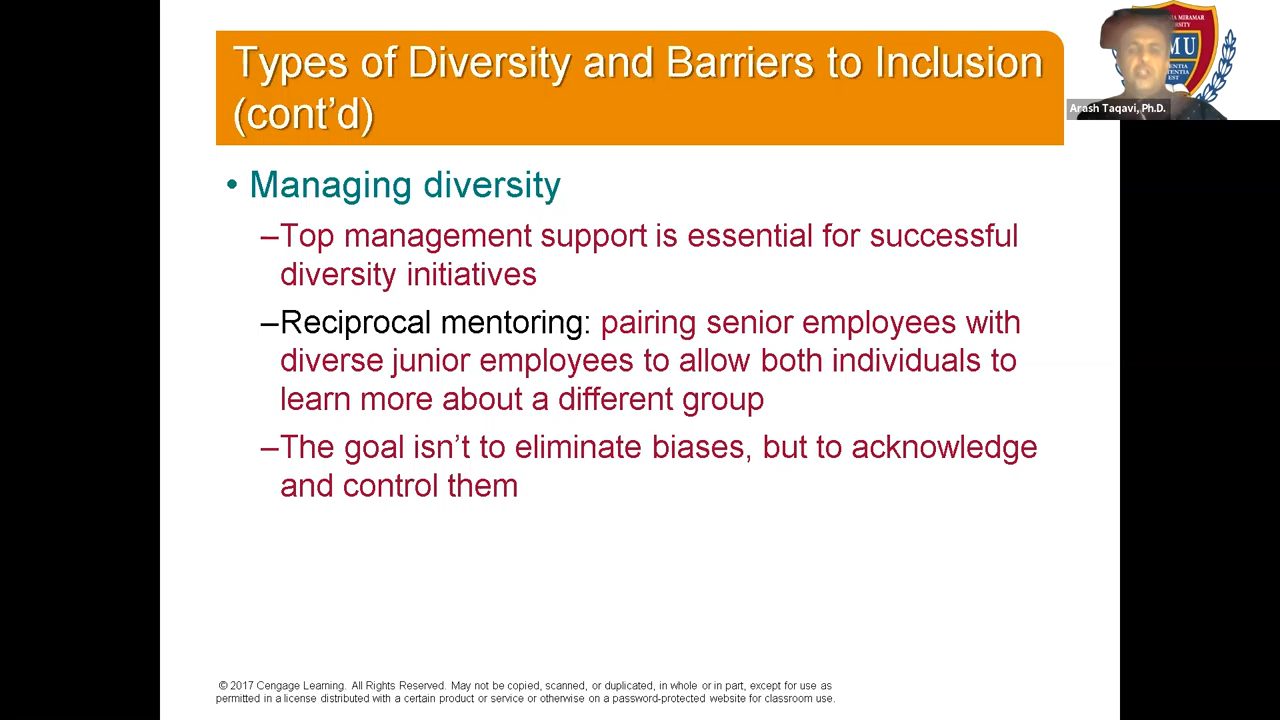 Types of Diversity and Barriers to Inclusion
(cont’d)
• Managing diversity
–Top management support is essential for successful
diversity initiatives
–Reciprocal mentoring: pairing senior employees with
diverse junior employees to allow both individuals to
learn more about a different group
–The goal isn’t to eliminate biases, but to acknowledge
and control them
MIRAMAR
MU
Arash Taqavi, Ph.D.
© 2017 Cengage Learning. All Rights Reserved. May not be copied, scanned, or duplicated, in whole or in part, except for use as
permitted in a license distributed with a certain product or service or otherwise on a password-protected website for classroom use.